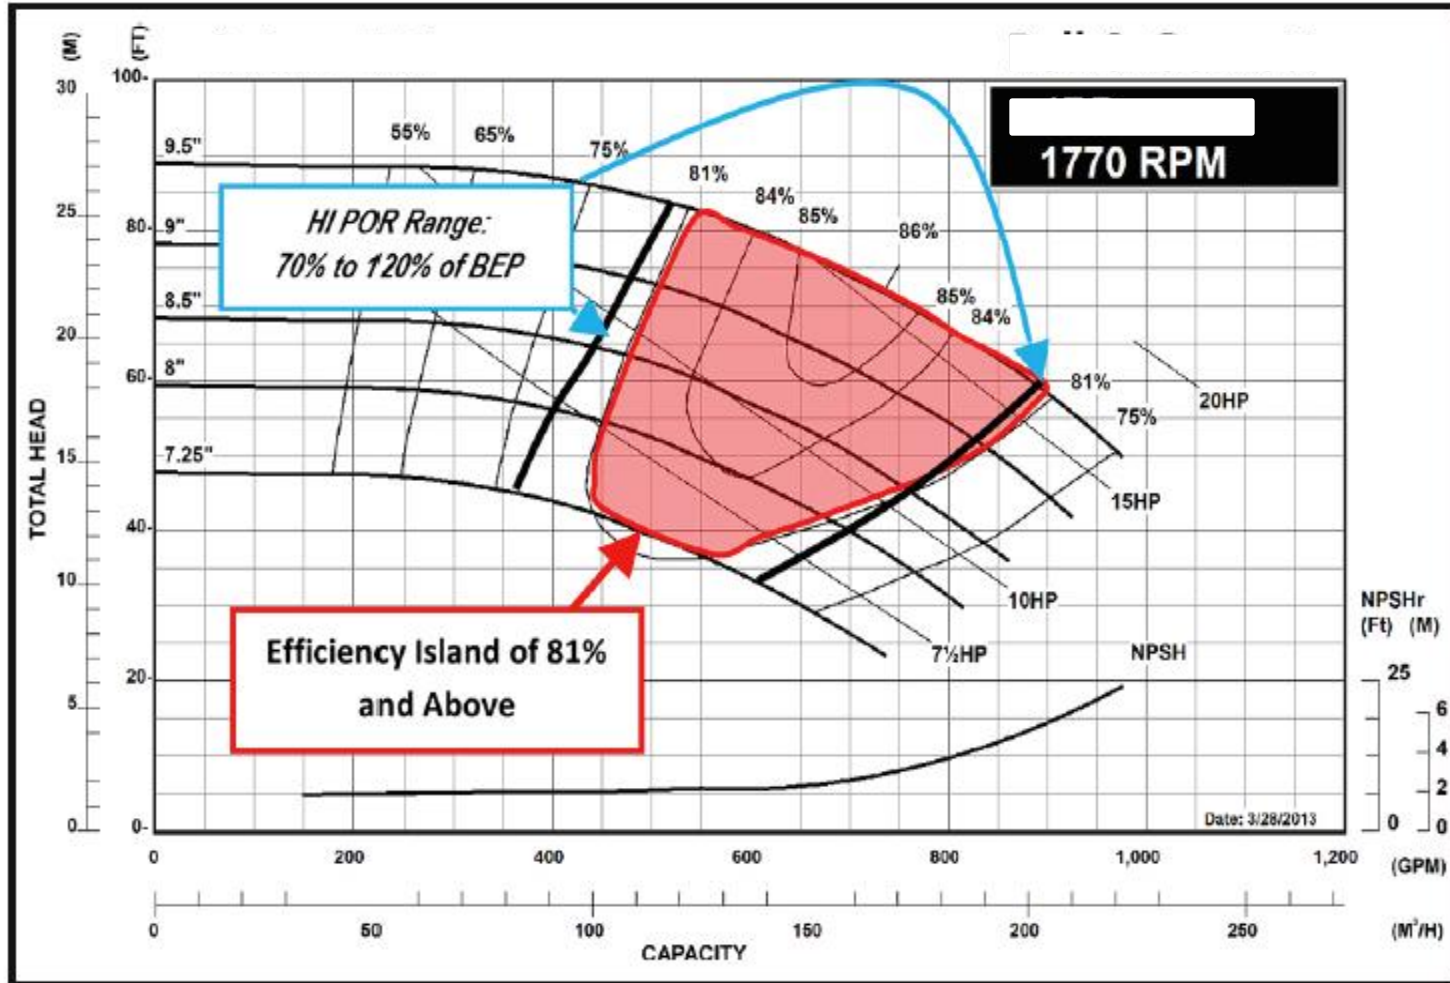 (M)
(FT)
1770 RPM
30
25
20
15
10
5
0
100
80
60
40
20
0
TOTAL HEAD
9.5"
9"
8.5"
8"
7.25"
55%
65%
75%
81%
84%
85%
86%
85%
84%
81%
75%
HI POR Range:
70% to 120% of BEP
20HP
15HP
10HP
7½HP
Efficiency Island of 81%
and Above
NPSH
NPSHr
(Ft) (M)
25
0
6
4
2
0
Date: 3/28/2013
0 200 400 600 800 1,000 1,200 (GPM)
0 50 100 150 200 250 (M³/H)
CAPACITY